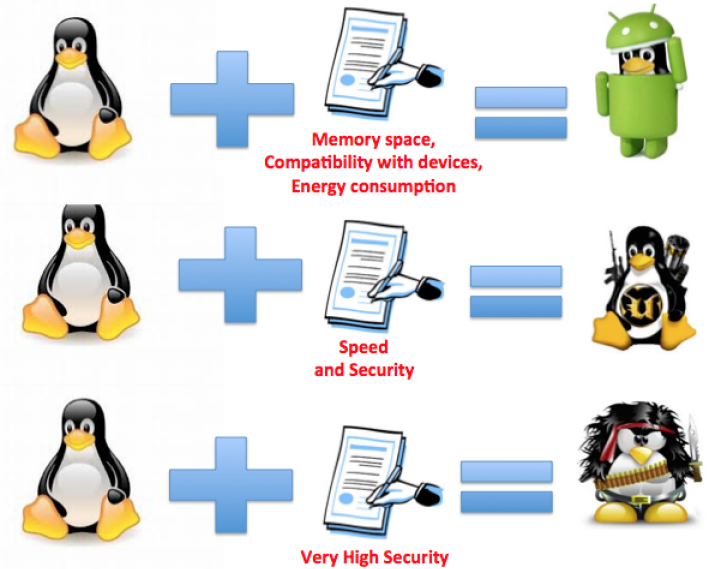 Memory space,
Compatibility with devices,
Energy consumption
Speed
and Security
Very High Security